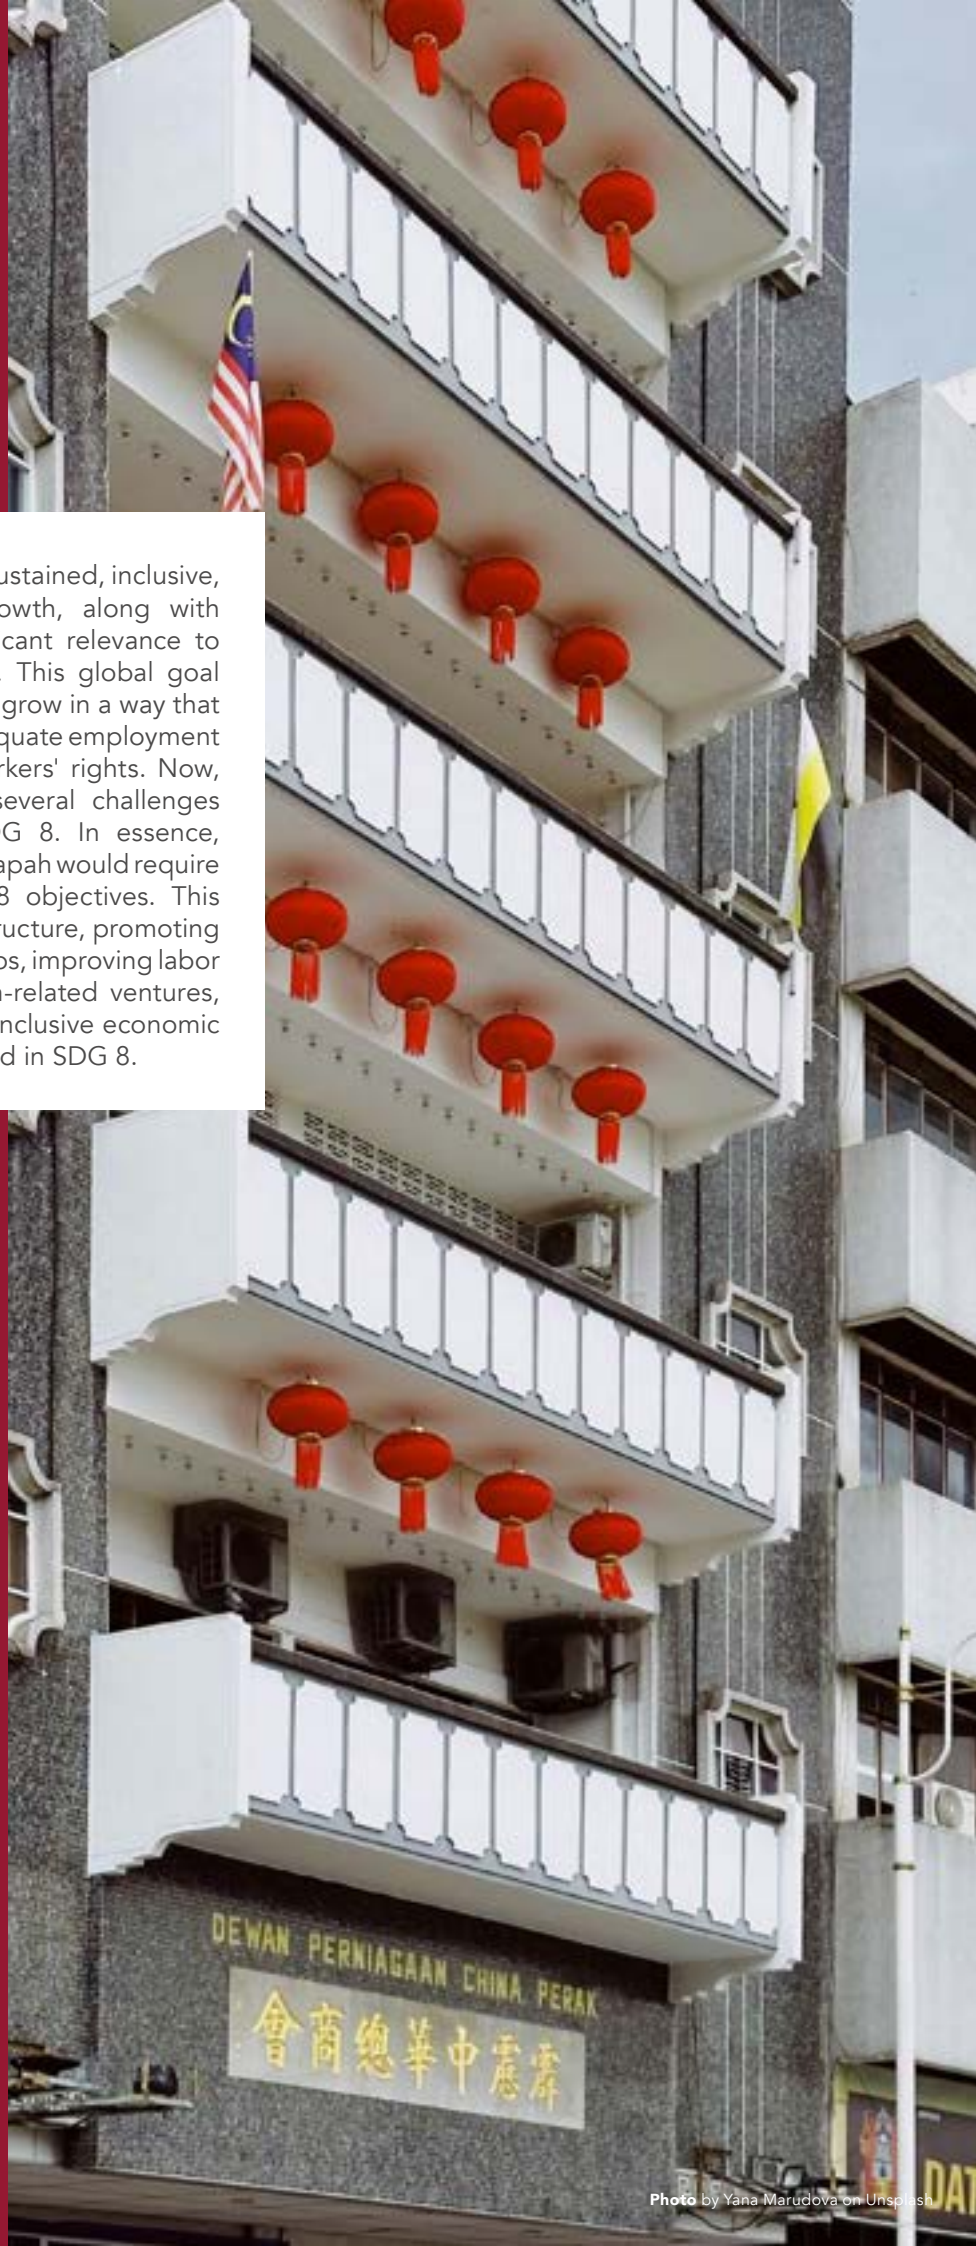 ustained, inclusive,
owth, along with
cant relevance to
. This global goal
grow in a way that
quate employment
rkers' rights. Now,
several challenges
G 8. In essence,
apah would require
8 objectives. This
ructure, promoting
os, improving labor
-related ventures,
nclusive economic
d in SDG 8.
DEWAN PERNIAGAAN CHINA PERAK
霹靂中華總商會
DAT
Photo by Yana Marudova on Unsplash